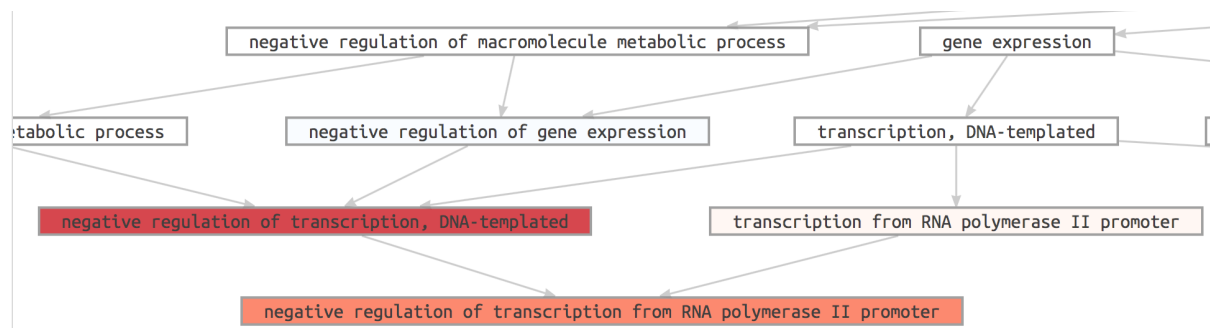 negative regulation of macromolecule metabolic process
gene expression
process
negative regulation of gene expression
transcription, DNA-templated
negative regulation of transcription, DNA-templated
transcription from RNA polymerase II promoter
negative regulation of transcription from RNA polymerase II promoter